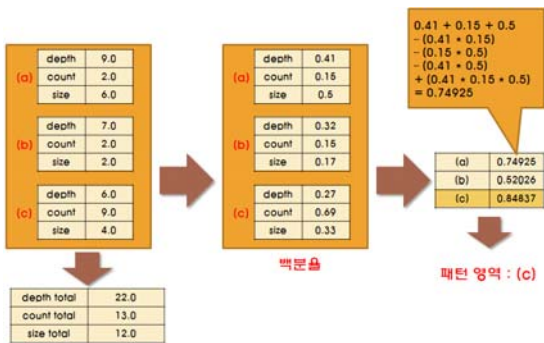 depth 9.0
(a) count 2.0
size 6.0
depth 7.0
(b) count 2.0
size 2.0
depth 6.0
(c) count 9.0
size 4.0
depth total 22.0
count total 13.0
size total 12.0
depth 0.41
(a) count 0.15
size 0.5
depth 0.32
(b) count 0.15
size 0.17
depth 0.27
(c) count 0.69
size 0.33
백분율
0.41 + 0.15 + 0.5
- (0.41 * 0.15)
- (0.15 * 0.5)
- (0.41 * 0.5)
+ (0.41 * 0.15 * 0.5)
= 0.74925
(a) 0.74925
(b) 0.52026
(c) 0.84837
패턴 영역 : (c)